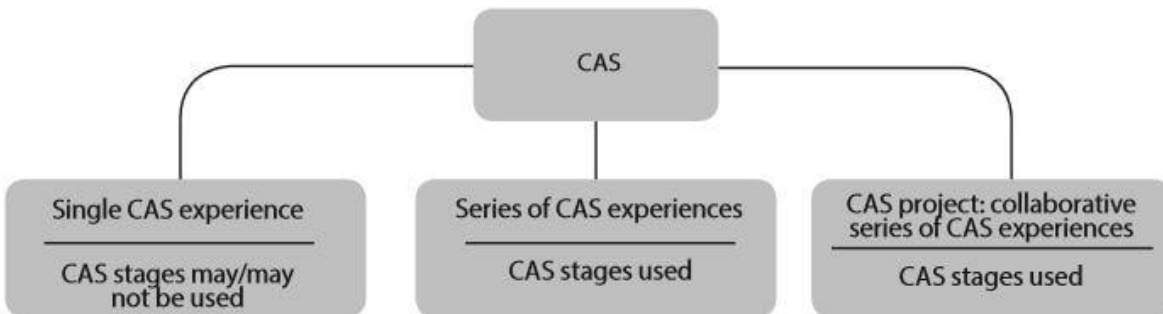 CAS
Single CAS experience
CAS stages may/may
not be used
Series of CAS experiences
CAS stages used
CAS project: collaborative
series of CAS experiences
CAS stages used